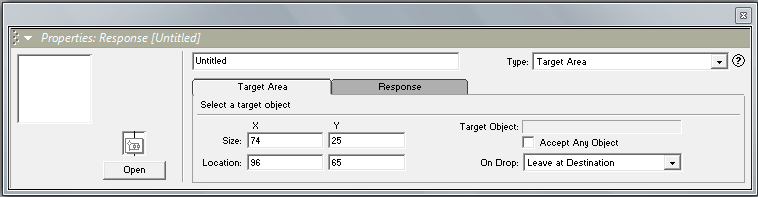 Properties: Response [Untitled]
Untitled
Type: Target Area
?
Target Area
Response
Select a target object
X Y
Size: 74 25
Location: 96 65
Target Object:
Accept Any Object
On Drop: Leave at Destination
Open